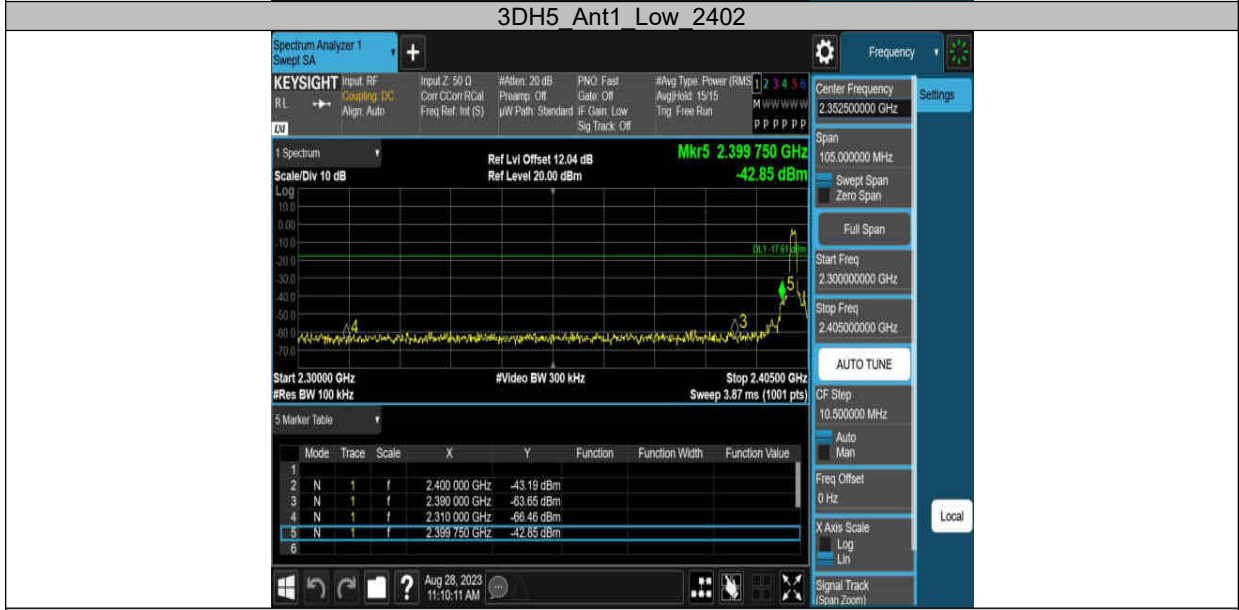 3DH5_Ant1_Low_2402
Spectrum Analyzer 1
Swept SA
Frequency
KEYSIGHT Input: RF Input Z: 50 Ω #Atten: 20 dB PNO: Fast #Avg Type: Power (RMS 1 2 3 4 5 6
RL Coupling: DC Corr CCorr RCal Preamp: Off Gate: Off Avg|Hold: 15/15 M W W W W W
Align: Auto Freq Ref: Int (S) µW Path: Standard IF Gain: Low Trig: Free Run
Sig Track: Off P P P P P P
LXI
1 Spectrum
Ref Lvl Offset 12.04 dB
Mkr5 2.399 750 GHz
Scale/Div 10 dB
Ref Level 20.00 dBm
-42.85 dBm
Log
10.0
0.00
-10.0
DL1 -17.61 dBm
-20.0
-30.0
5
-40.0
-50.0
4
3
-60.0
-70.0
Start 2.30000 GHz #Video BW 300 kHz Stop 2.40500 GHz
#Res BW 100 kHz Sweep 3.87 ms (1001 pts)
5 Marker Table
Mode Trace Scale X Y Function Function Width Function Value
1
2 N 1 f 2.400 000 GHz -43.19 dBm
3 N 1 f 2.390 000 GHz -63.65 dBm
4 N 1 f 2.310 000 GHz -66.46 dBm
5 N 1 f 2.399 750 GHz -42.85 dBm
6
?
Aug 28, 2023
11:10:11 AM
Center Frequency
2.352500000 GHz
Settings
Span
105.000000 MHz
Swept Span
Zero Span
Full Span
Start Freq
2.300000000 GHz
Stop Freq
2.405000000 GHz
AUTO TUNE
CF Step
10.500000 MHz
Auto
Man
Freq Offset
0 Hz
Local
X Axis Scale
Log
Lin
Signal Track
(Span Zoom)